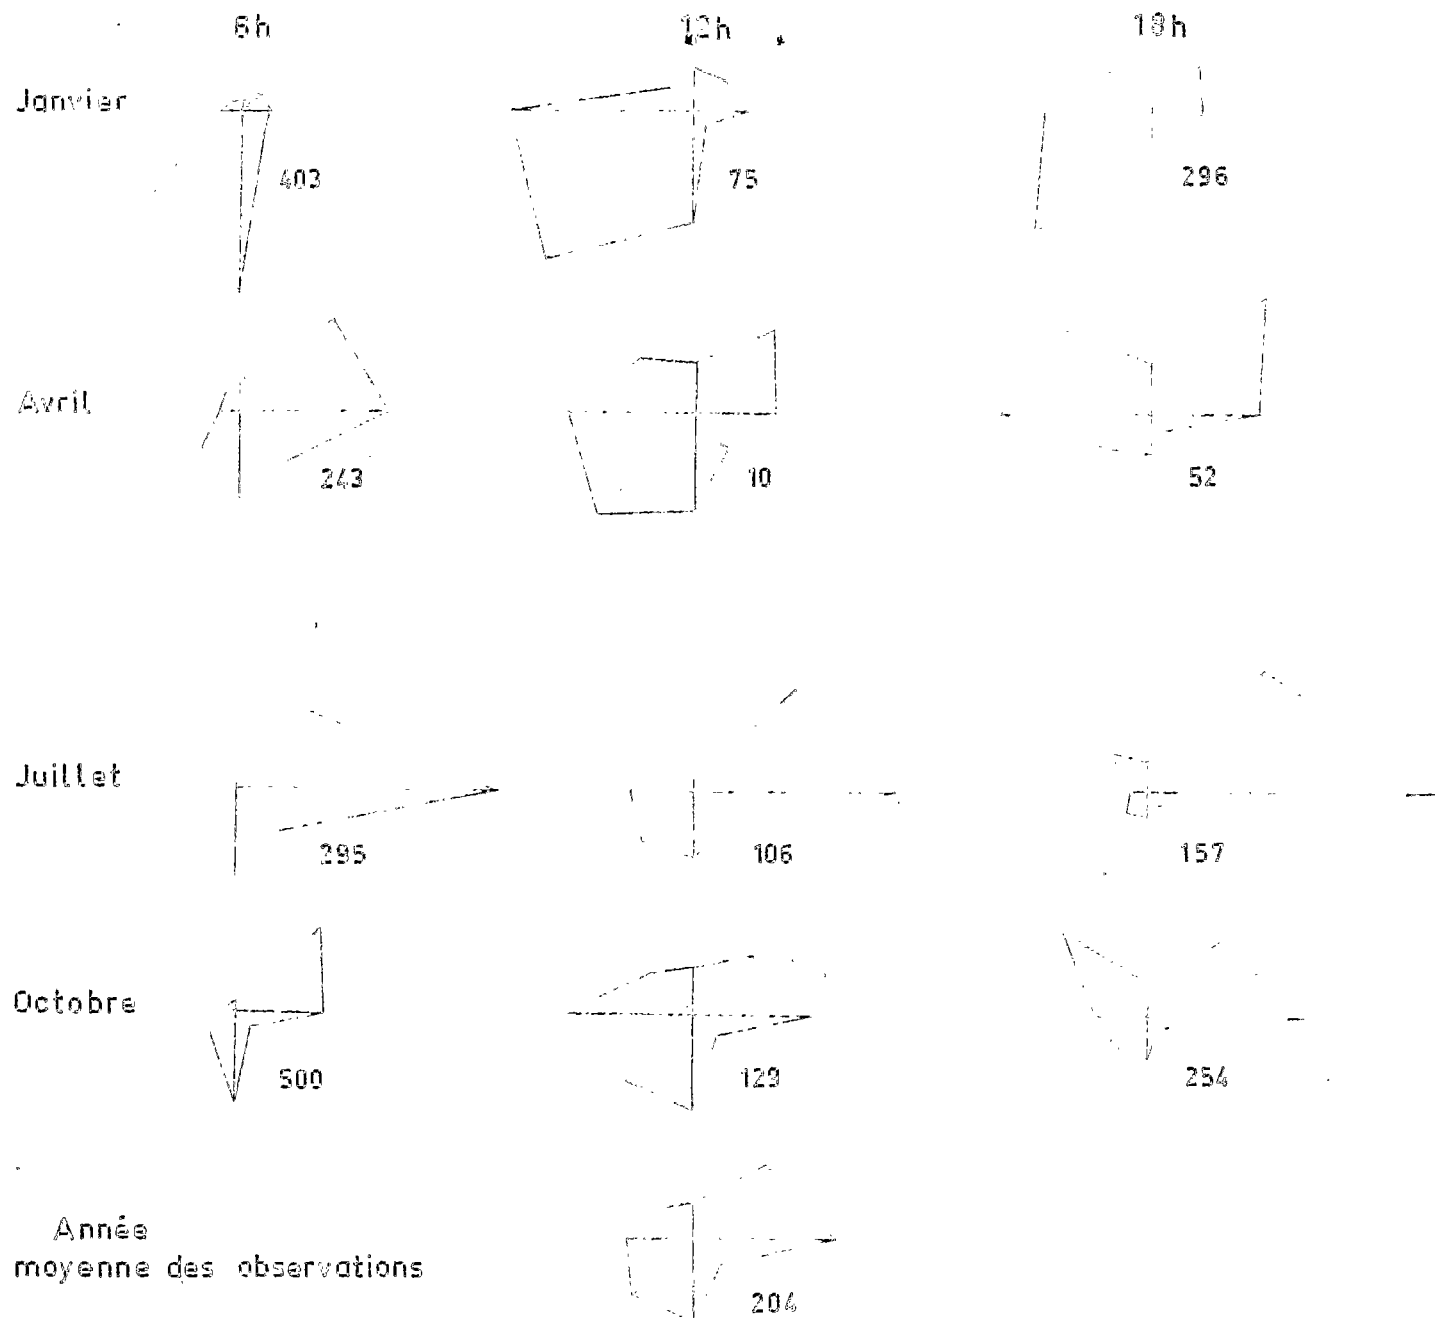 6h 12h 18h
Janvier
403 75 296
Avril
243 10 52
Juillet
295 106 157
Octobre
500 129 254
Année
moyenne des observations
204